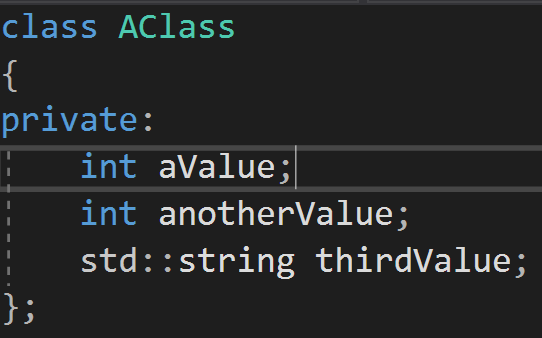 class AClass
{
private:
    int aValue;
    int anotherValue;
    std::string thirdValue;
};